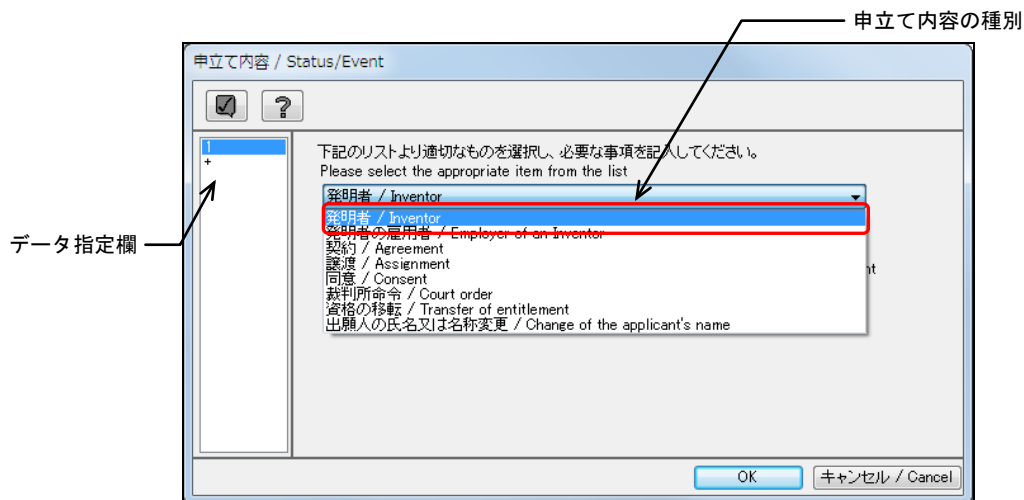 申立て内容の種別
申立て内容 / Status/Event
?
1
+
下記のリストより適切なものを選択し、必要な事項を記入してください。
Please select the appropriate item from the list
発明者 / Inventor
発明者 / Inventor
発明者の雇用者 / Employer of an Inventor
契約 / Agreement
譲渡 / Assignment
nt
同意 / Consent
裁判所命令 / Court order
資格の移転 / Transfer of entitlement
出願人の氏名又は名称変更 / Change of the applicant's name
データ指定欄
OK
キャンセル / Cancel